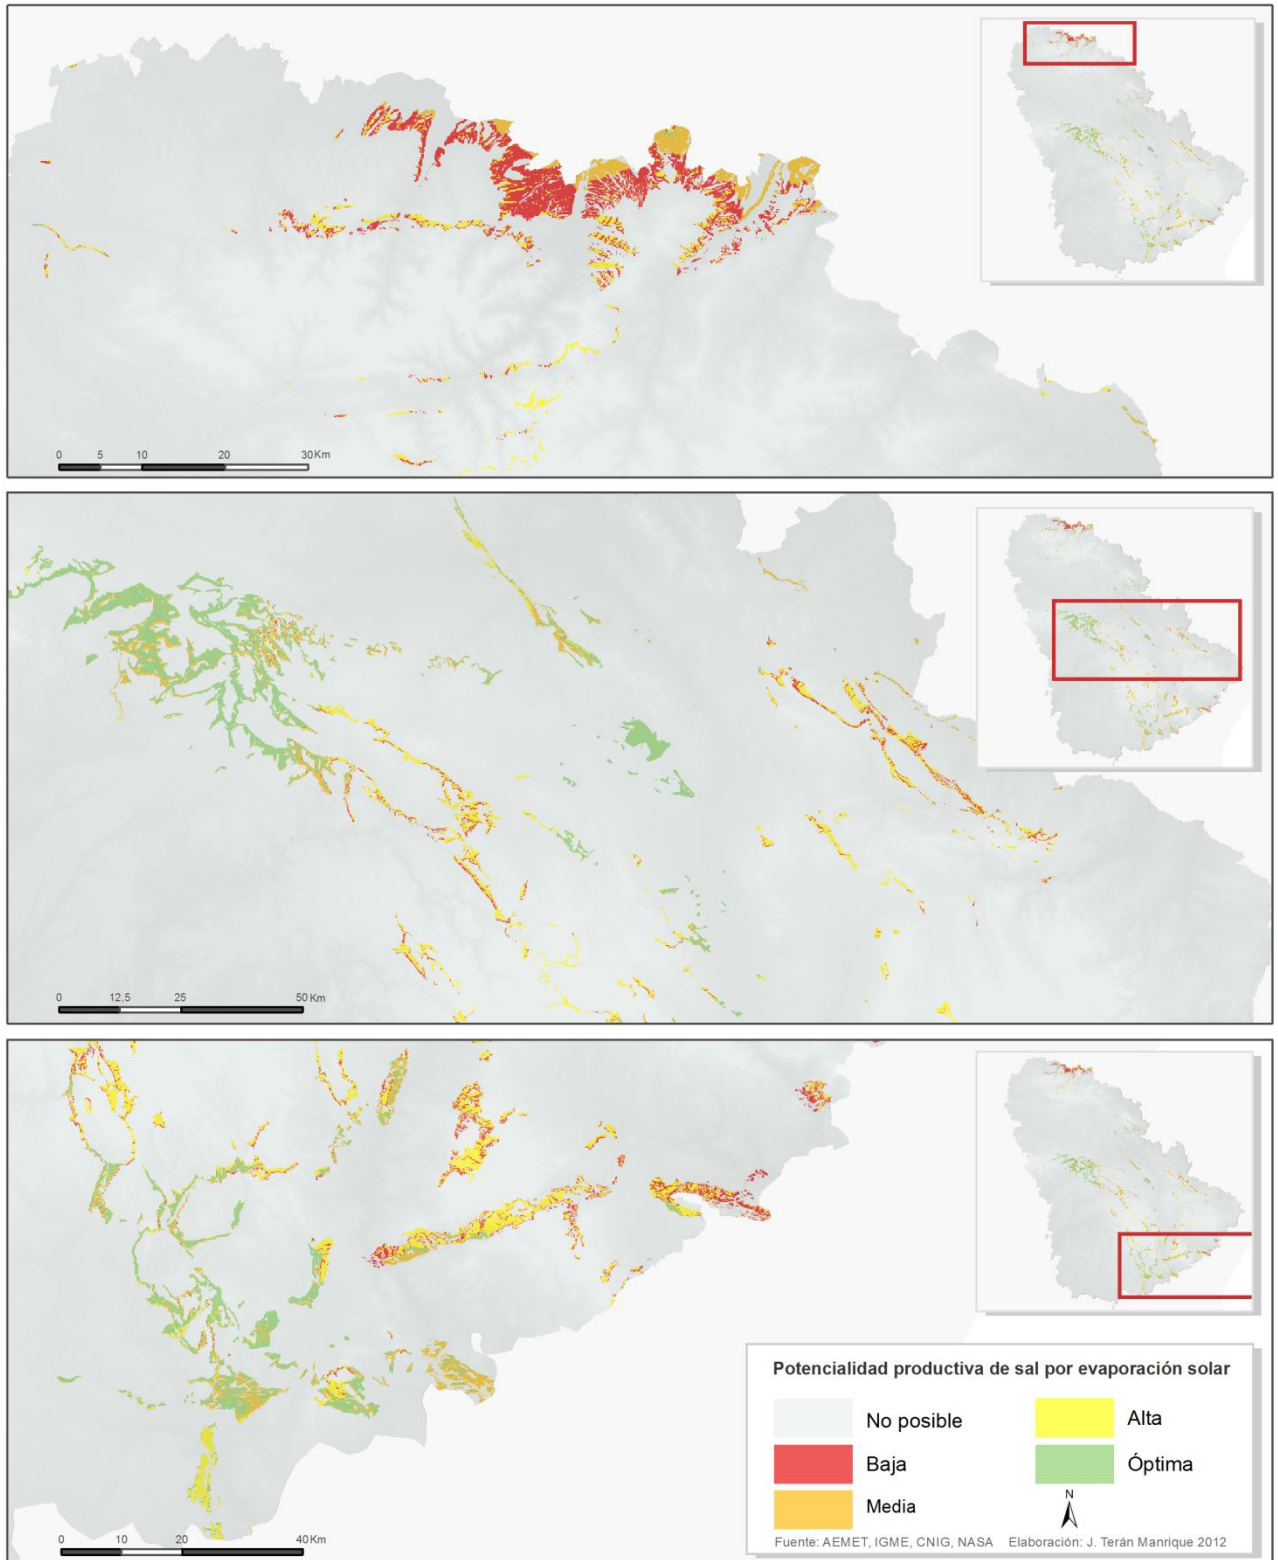 0 5 10 20 30 Km
0 12,5 25 50 Km
Potencialidad productiva de sal por evaporación solar
No posible
Alta
Baja
Óptima
Media
N
Fuente: AEMET, IGME, CNIG, NASA Elaboración: J. Terán Manrique 2012
0 10 20 40 Km